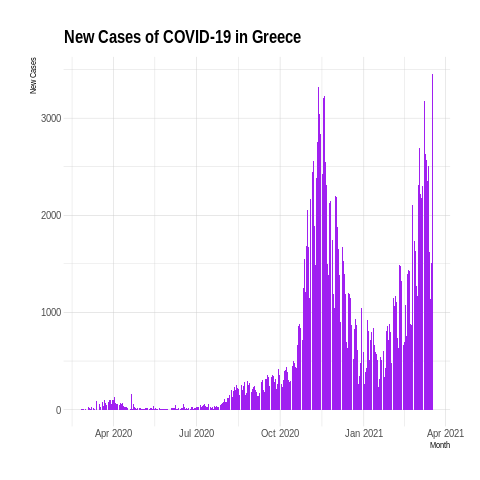 New Cases of COVID-19 in Greece
New Cases
3000
2000
1000
0
Apr 2020 Jul 2020 Oct 2020 Jan 2021 Apr 2021
Month